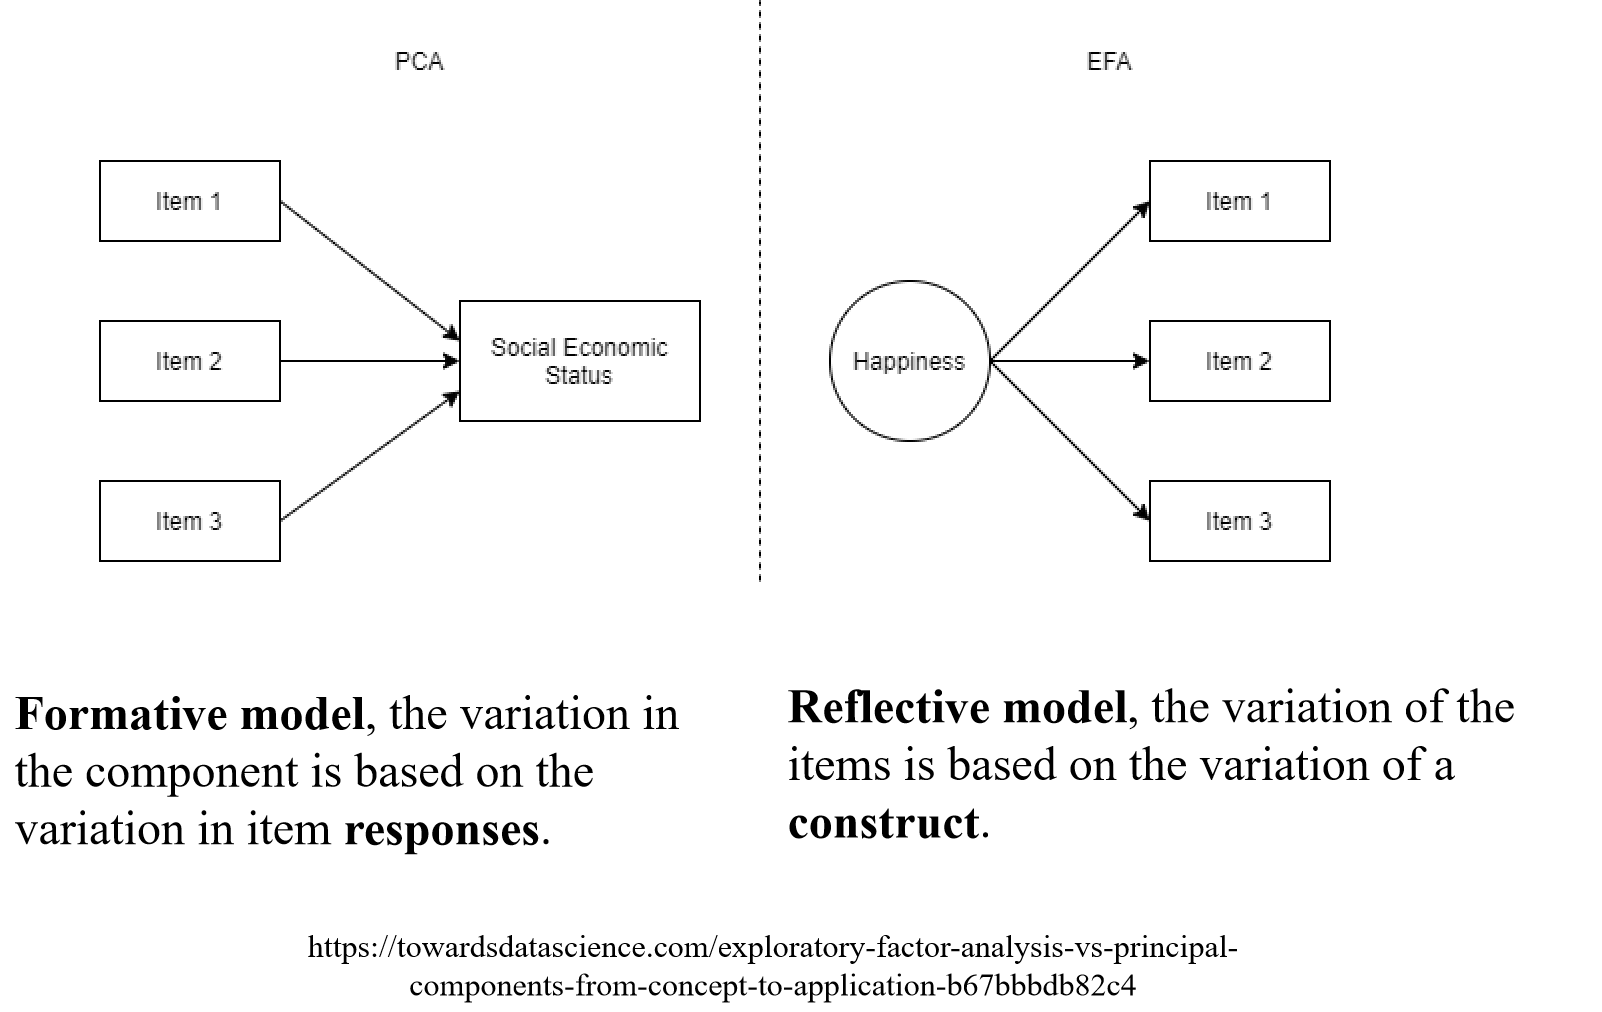 PCA
Item 1
Item 2
Item 3
Social Economic
Status
EFA
Happiness
Item 1
Item 2
Item 3
Formative model, the variation in
the component is based on the
variation in item responses.
Reflective model, the variation of the
items is based on the variation of a
construct.
https://towardsdatascience.com/exploratory-factor-analysis-vs-principal-
components-from-concept-to-application-b67bbbdb82c4